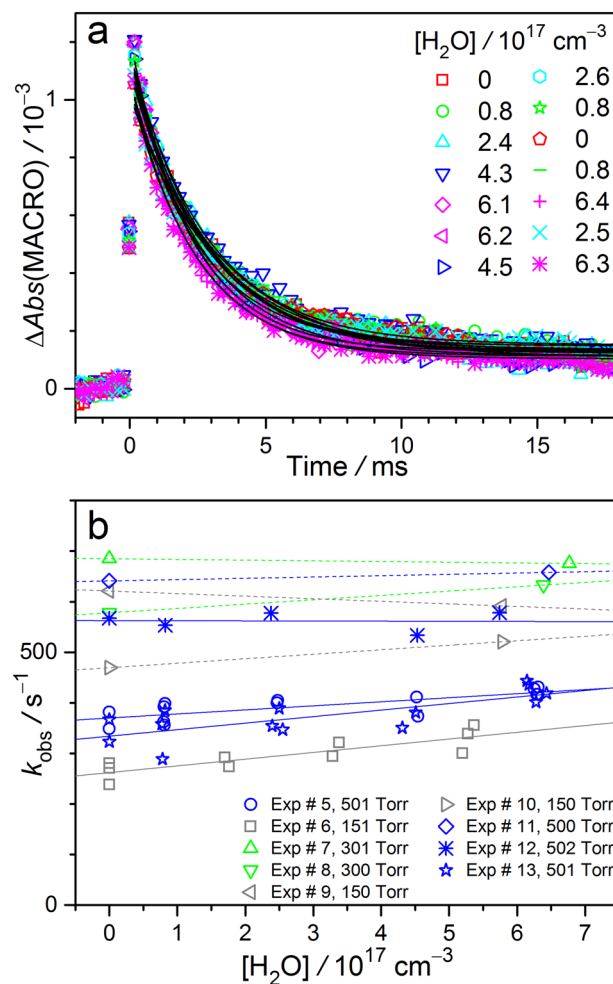 a
[H₂O] / 10¹⁷ cm⁻³
0 2.6
0.8 0.8
2.4 0
4.3 0.8
6.1 6.4
6.2 2.5
4.5 6.3
ΔAbs(MACRO) / 10⁻³
1
0
0 5 10 15
Time / ms
b
500
0
k_obs / s⁻¹
Exp # 5, 501 Torr Exp # 10, 150 Torr
Exp # 6, 151 Torr Exp # 11, 500 Torr
Exp # 7, 301 Torr Exp # 12, 502 Torr
Exp # 8, 300 Torr Exp # 13, 501 Torr
Exp # 9, 150 Torr
0 1 2 3 4 5 6 7
[H₂O] / 10¹⁷ cm⁻³